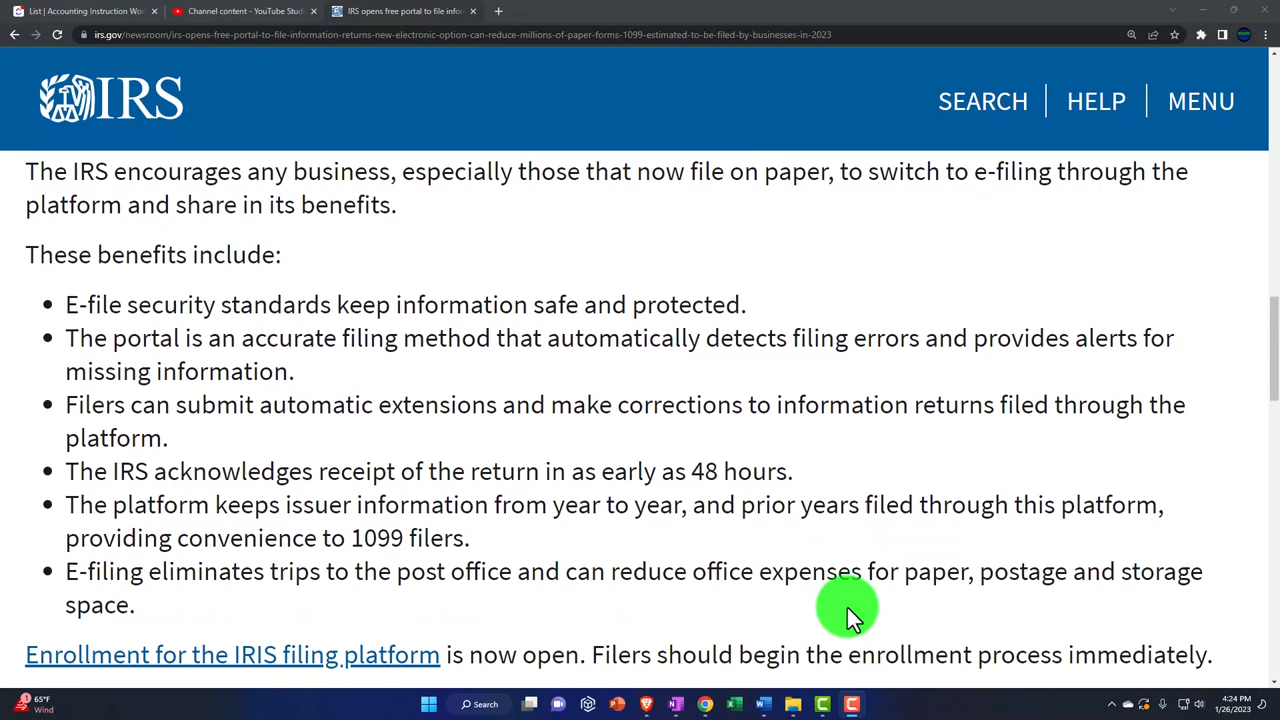 List | Accounting Instruction Wo
Channel content - YouTube Stud
IRS opens free portal to file infor
irs.gov/newsroom/irs-opens-free-portal-to-file-information-returns-new-electronic-option-can-reduce-millions-of-paper-forms-1099-estimated-to-be-filed-by-businesses-in-2023
IRS
SEARCH
HELP
MENU
The IRS encourages any business, especially those that now file on paper, to switch to e-filing through the
platform and share in its benefits.
These benefits include:
• E-file security standards keep information safe and protected.
• The portal is an accurate filing method that automatically detects filing errors and provides alerts for
missing information.
• Filers can submit automatic extensions and make corrections to information returns filed through the
platform.
• The IRS acknowledges receipt of the return in as early as 48 hours.
• The platform keeps issuer information from year to year, and prior years filed through this platform,
providing convenience to 1099 filers.
• E-filing eliminates trips to the post office and can reduce office expenses for paper, postage and storage
space.
Enrollment for the IRIS filing platform is now open. Filers should begin the enrollment process immediately.
1
65°F
Wind
Search
4:24 PM
1/26/2023